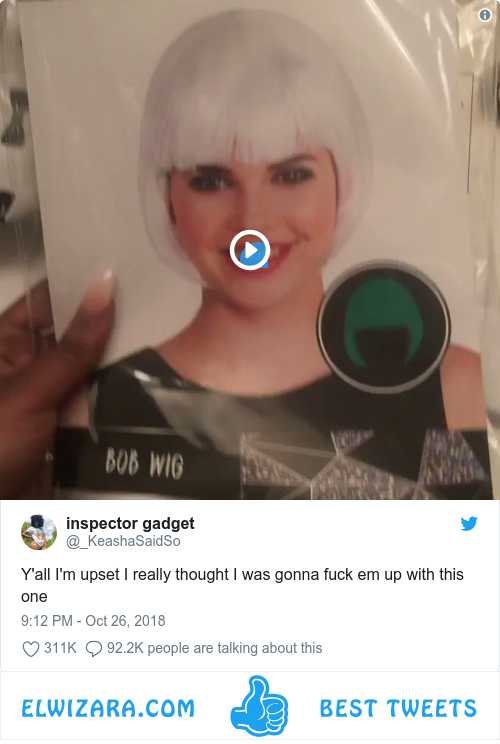 BOB WIG
inspector gadget
@_KeashaSaidSo
Y'all I'm upset I really thought I was gonna fuck em up with this
one
9:12 PM - Oct 26, 2018
311K 92.2K people are talking about this
ELWIZARA.COM BEST TWEETS